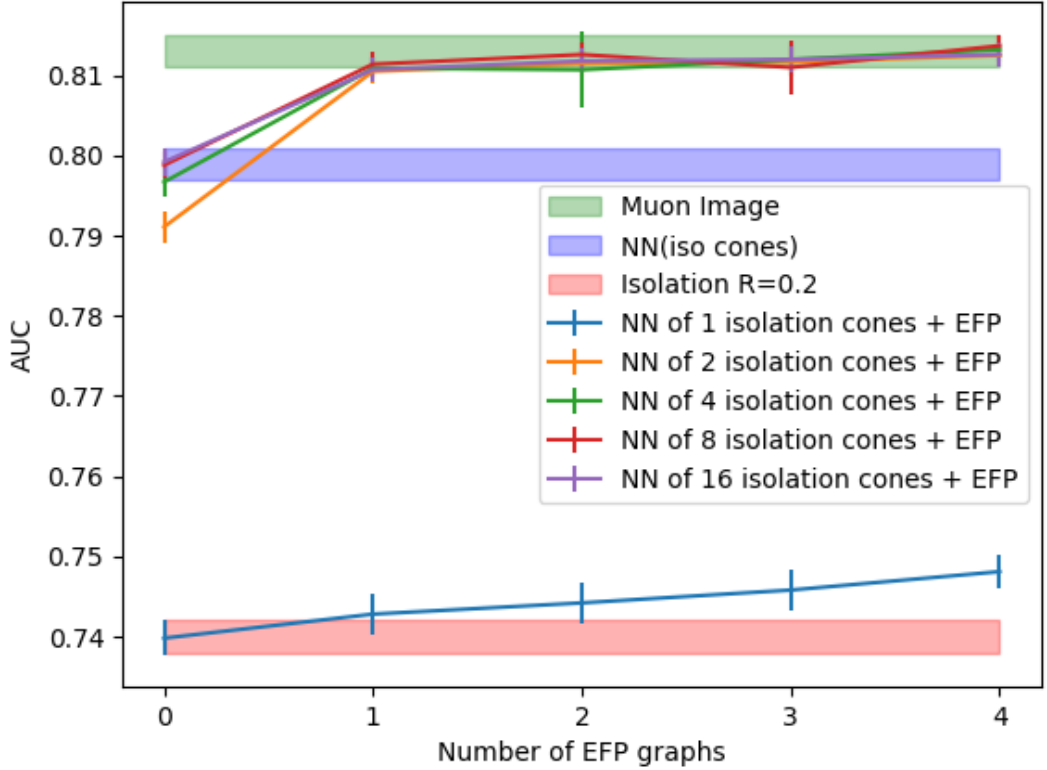 0.81
0.80
0.79
0.78
0.77
0.76
0.75
0.74
AUC
Muon Image
NN(iso cones)
Isolation R=0.2
NN of 1 isolation cones + EFP
NN of 2 isolation cones + EFP
NN of 4 isolation cones + EFP
NN of 8 isolation cones + EFP
NN of 16 isolation cones + EFP
0 1 2 3 4
Number of EFP graphs